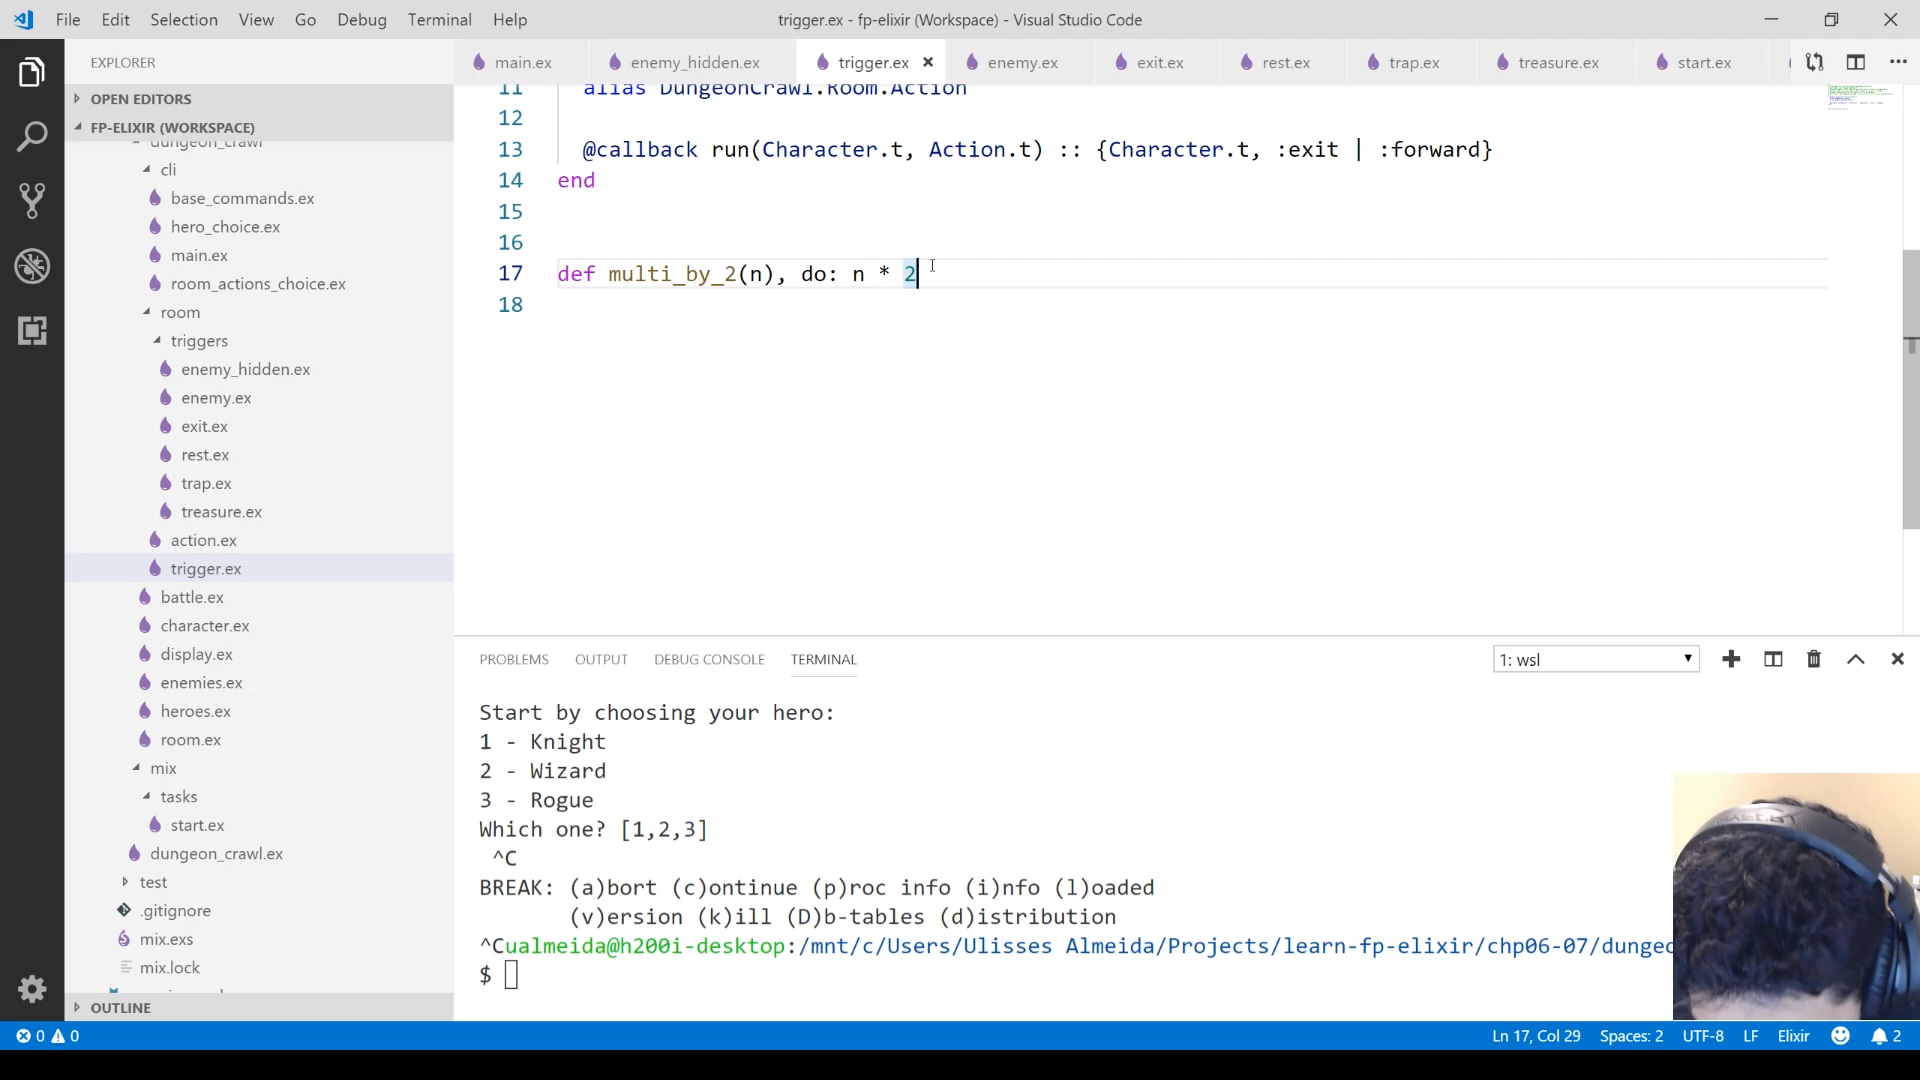 File Edit Selection View Go Debug Terminal Help
trigger.ex - fp-elixir (Workspace) - Visual Studio Code
EXPLORER
OPEN EDITORS
FP-ELIXIR (WORKSPACE)
dungeon_crawl
cli
base_commands.ex
hero_choice.ex
main.ex
room_actions_choice.ex
room
triggers
enemy_hidden.ex
enemy.ex
exit.ex
rest.ex
trap.ex
treasure.ex
action.ex
trigger.ex
battle.ex
character.ex
display.ex
enemies.ex
heroes.ex
room.ex
mix
tasks
start.ex
dungeon_crawl.ex
test
.gitignore
mix.exs
mix.lock
OUTLINE
main.ex enemy_hidden.ex trigger.ex enemy.ex exit.ex rest.ex trap.ex treasure.ex start.ex
11 alias DungeonCrawl.Room.Action
12
13 @callback run(Character.t, Action.t) :: {Character.t, :exit | :forward}
14 end
15
16
17 def multi_by_2(n), do: n * 2
18
PROBLEMS OUTPUT DEBUG CONSOLE TERMINAL
1: wsl
Start by choosing your hero:
1 - Knight
2 - Wizard
3 - Rogue
Which one? [1,2,3]
^C
BREAK: (a)bort (c)ontinue (p)roc info (i)nfo (l)oaded
(v)ersion (k)ill (D)b-tables (d)istribution
^Cualmeida@h200i-desktop:/mnt/c/Users/Ulisses Almeida/Projects/learn-fp-elixir/chp06-07/dungeo
$
0 0
Ln 17, Col 29 Spaces: 2 UTF-8 LF Elixir 2